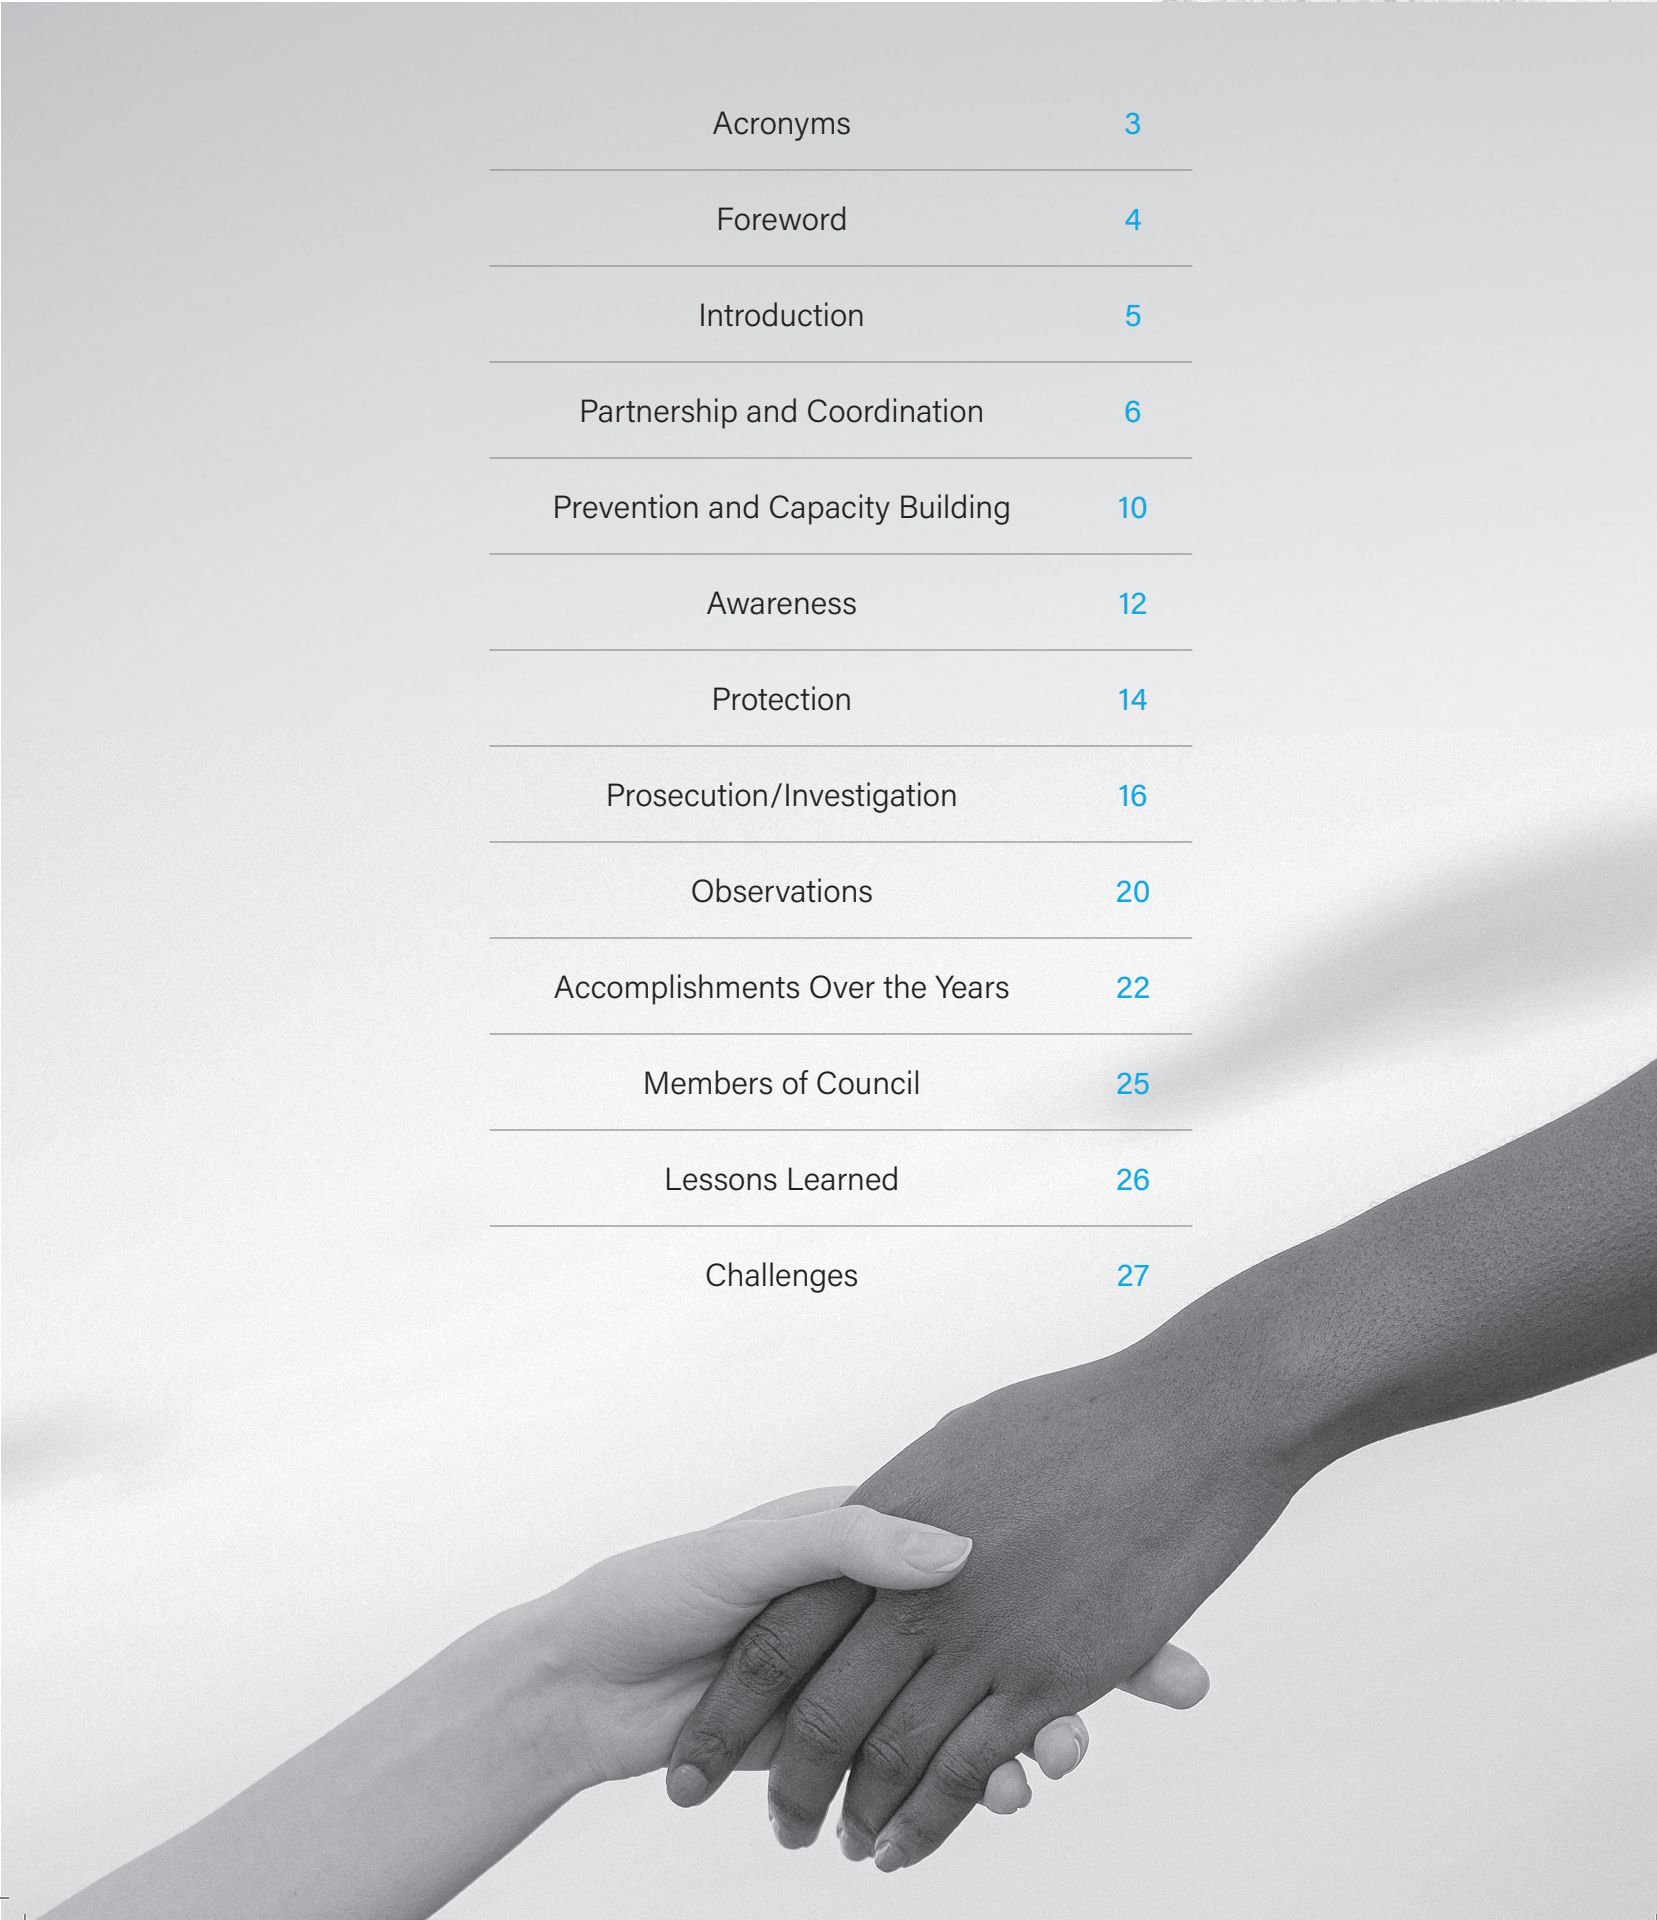 Acronyms 3
Foreword 4
Introduction 5
Partnership and Coordination 6
Prevention and Capacity Building 10
Awareness 12
Protection 14
Prosecution/Investigation 16
Observations 20
Accomplishments Over the Years 22
Members of Council 25
Lessons Learned 26
Challenges 27